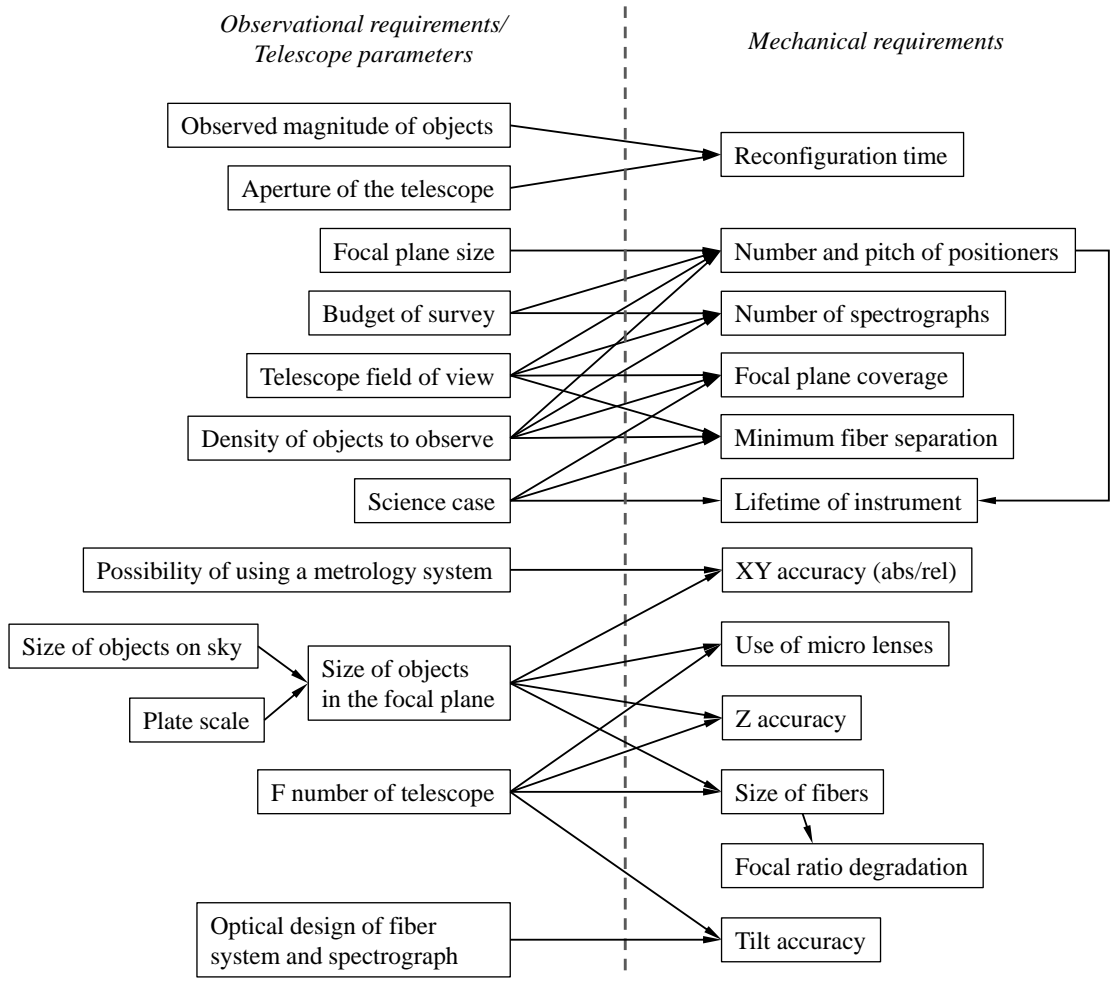 Observational requirements/
Telescope parameters
Mechanical requirements
Observed magnitude of objects
Aperture of the telescope
Reconfiguration time
Focal plane size
Number and pitch of positioners
Budget of survey
Number of spectrographs
Telescope field of view
Focal plane coverage
Density of objects to observe
Minimum fiber separation
Science case
Lifetime of instrument
Possibility of using a metrology system
XY accuracy (abs/rel)
Size of objects on sky
Plate scale
Size of objects
in the focal plane
Use of micro lenses
Z accuracy
F number of telescope
Size of fibers
Focal ratio degradation
Optical design of fiber
system and spectrograph
Tilt accuracy